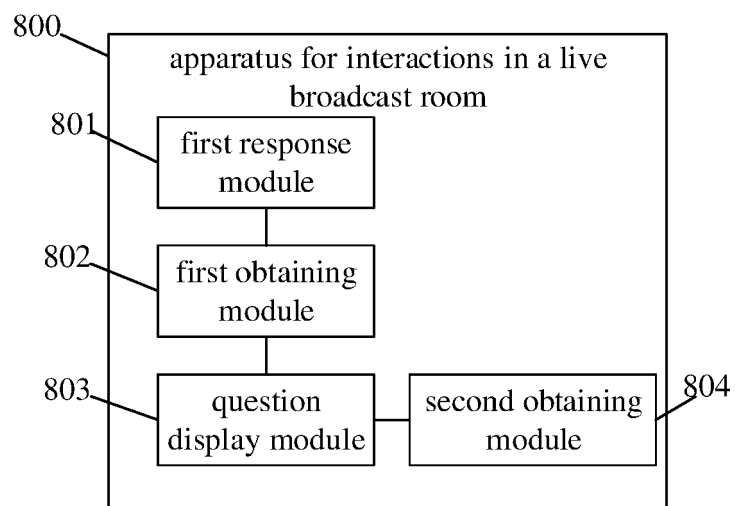 800
apparatus for interactions in a live
broadcast room
801
first response
module
802
first obtaining
module
803
question
display module
second obtaining
module
804